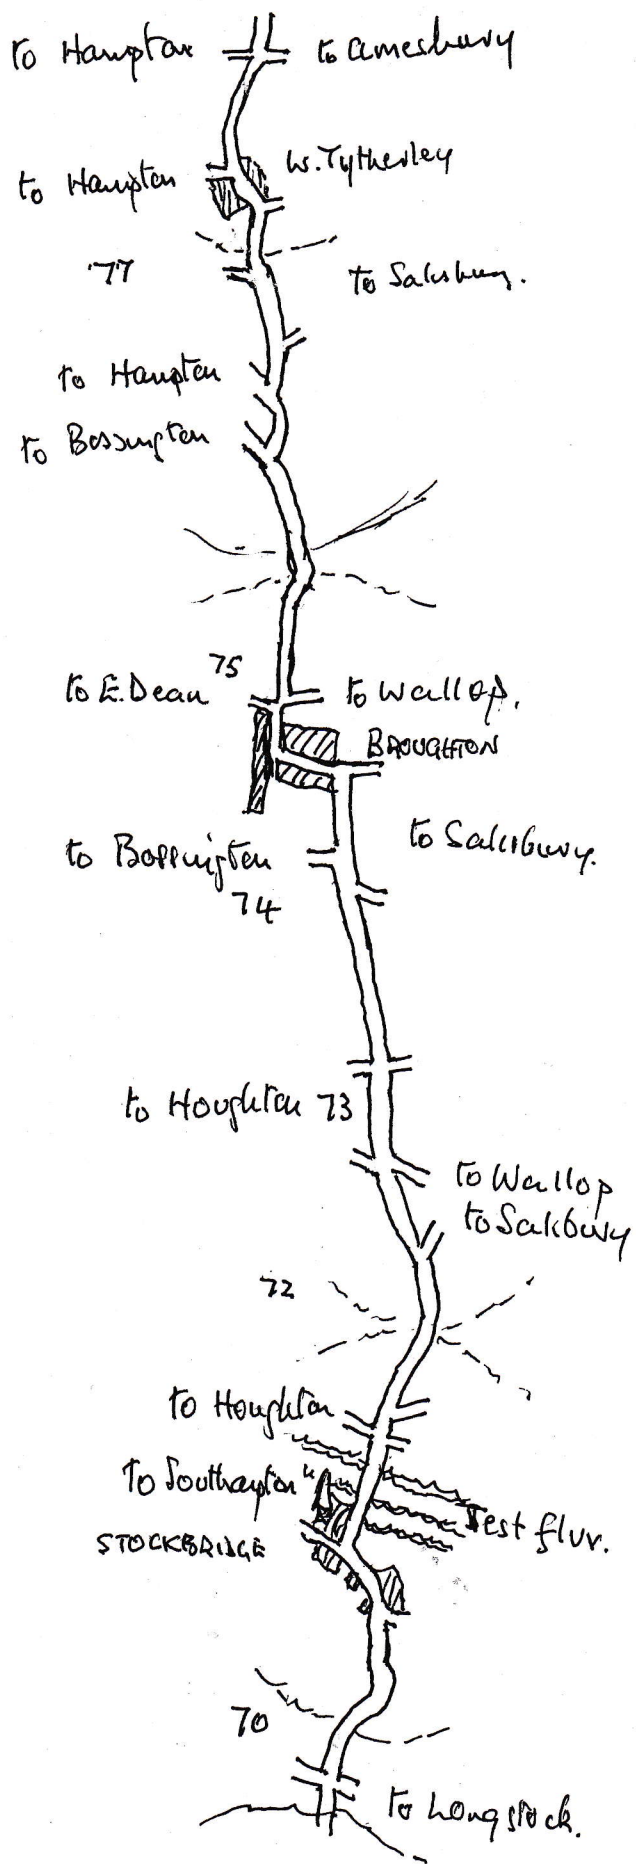 to Hampton to Amesbury
to Hampton W. Tytherley
'77 to Salisbury.
to Hampton
to Bossington
75
to E. Dean to Wallop.
BROUGHTON
to Salisbury.
to Bossington
74
to Houghton 73
to Wallop
to Salisbury
72
to Houghton
to Southampton
Test fluv.
STOCKBRIDGE
70
to Longstock.